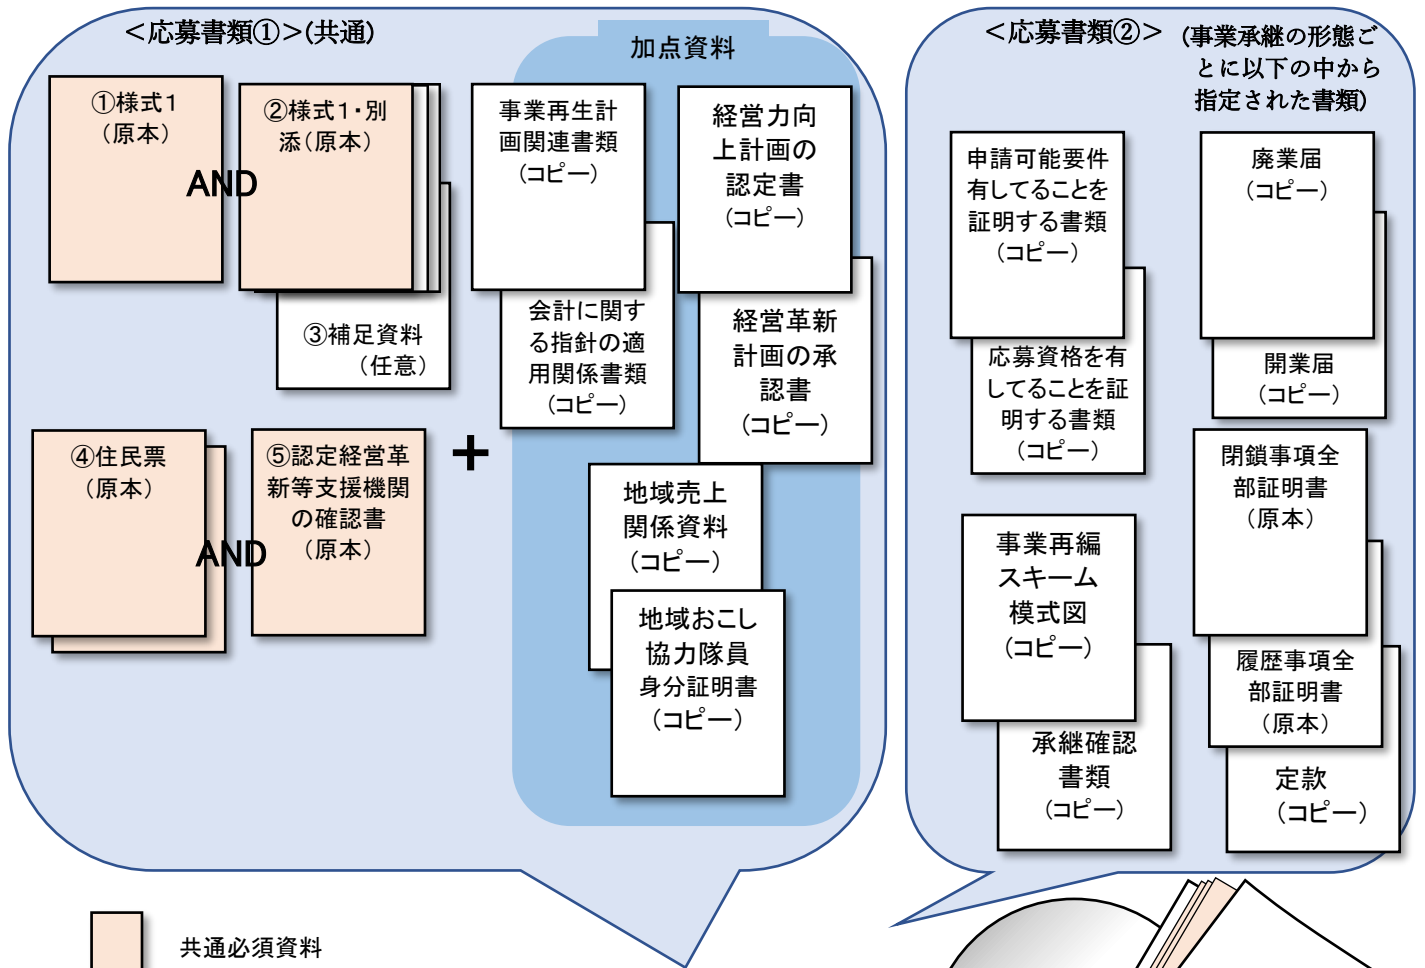 <応募書類①>(共通)
①様式1
(原本)
AND
②様式1・別
添(原本)
③補足資料
(任意)
④住民票
(原本)
AND
⑤認定経営革
新等支援機関
の確認書
(原本)
+
加点資料
事業再生計
画関連書類
(コピー)
会計に関す
る指針の適
用関係書類
(コピー)
経営力向
上計画の
認定書
(コピー)
経営革新
計画の承
認書
(コピー)
地域売上
関係資料
(コピー)
地域おこし
協力隊員
身分証明書
(コピー)
共通必須資料
<応募書類②>
(事業承継の形態ご
とに以下の中から
指定された書類)
申請可能要件
有してることを
証明する書類
(コピー)
応募資格を有
してることを証
明する書類
(コピー)
事業再編
スキーム
模式図
(コピー)
承継確認
書類
(コピー)
廃業届
(コピー)
開業届
(コピー)
閉鎖事項全
部証明書
(原本)
履歴事項全
部証明書
(原本)
定款
(コピー)